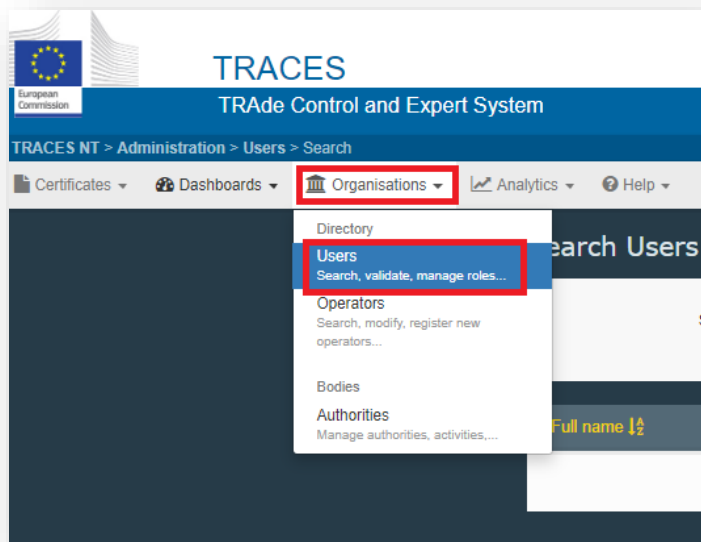 European
Commission
TRACES
TRAde Control and Expert System
TRACES NT > Administration > Users > Search
Certificates
Dashboards
Organisations
Analytics
Help
Directory
Users
Search, validate, manage roles...
Operators
Search, modify, register new
operators...
Bodies
Authorities
Manage authorities, activities,...
earch Users
Full name